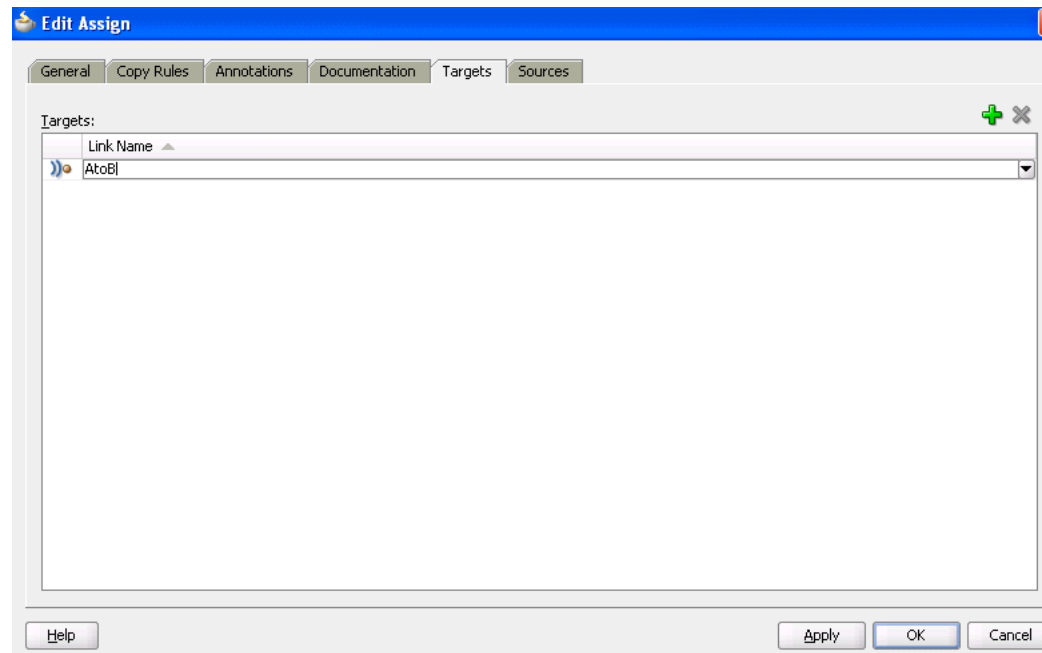 Edit Assign
General Copy Rules Annotations Documentation Targets Sources
Targets:
Link Name
AtoB
Help Apply OK Cancel